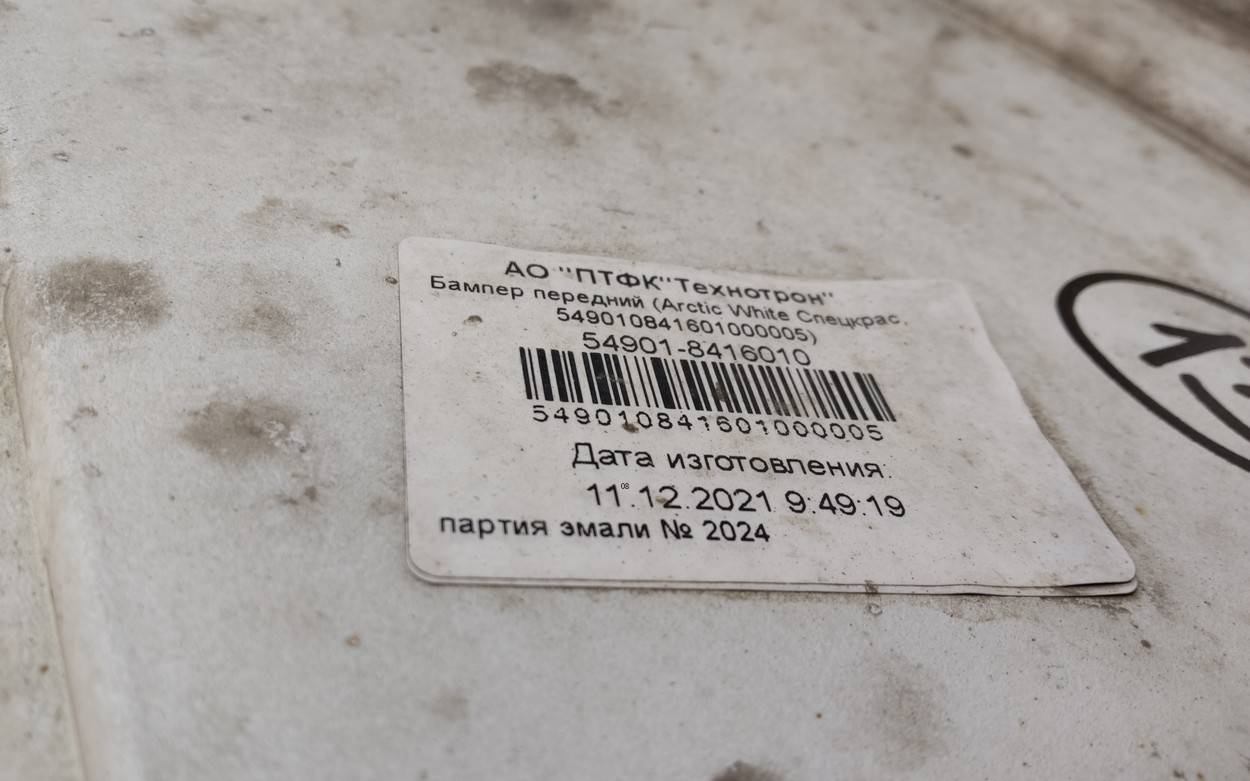 АО "ПТФК"Технотрон"
Бампер передний (Arctic White Спецкрас,
549010841601000005)
54901-8416010
549010841601000005
Дата изготовления:
11.12.2021 9:49:19
партия эмали № 2024